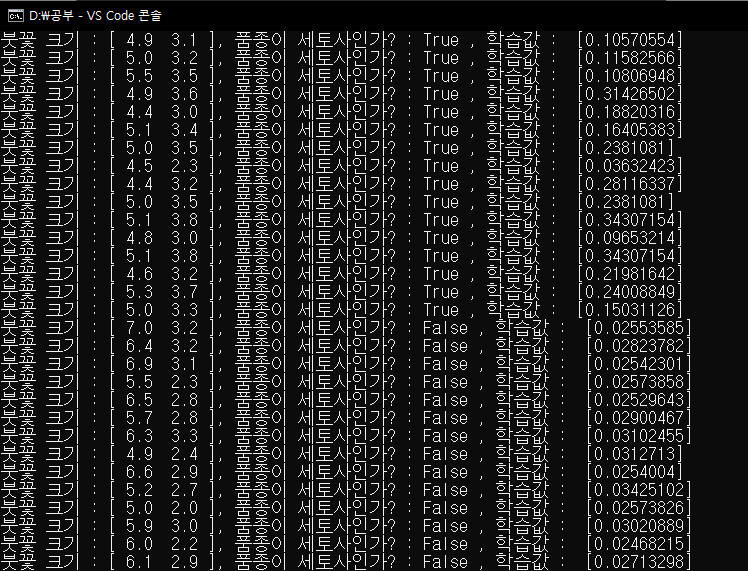 D:\공부 - VS Code 콘솔
붓꽃 크기 : [ 4.9  3.1 ], 품종이 세토사인가? : True , 학습값 :  [0.10570554]
붓꽃 크기 : [ 5.0  3.2 ], 품종이 세토사인가? : True , 학습값 :  [0.11582566]
붓꽃 크기 : [ 5.5  3.5 ], 품종이 세토사인가? : True , 학습값 :  [0.10806948]
붓꽃 크기 : [ 4.9  3.6 ], 품종이 세토사인가? : True , 학습값 :  [0.31426502]
붓꽃 크기 : [ 4.4  3.0 ], 품종이 세토사인가? : True , 학습값 :  [0.18820316]
붓꽃 크기 : [ 5.1  3.4 ], 품종이 세토사인가? : True , 학습값 :  [0.16405383]
붓꽃 크기 : [ 5.0  3.5 ], 품종이 세토사인가? : True , 학습값 :  [0.2381081]
붓꽃 크기 : [ 4.5  2.3 ], 품종이 세토사인가? : True , 학습값 :  [0.03632423]
붓꽃 크기 : [ 4.4  3.2 ], 품종이 세토사인가? : True , 학습값 :  [0.28116337]
붓꽃 크기 : [ 5.0  3.5 ], 품종이 세토사인가? : True , 학습값 :  [0.2381081]
붓꽃 크기 : [ 5.1  3.8 ], 품종이 세토사인가? : True , 학습값 :  [0.34307154]
붓꽃 크기 : [ 4.8  3.0 ], 품종이 세토사인가? : True , 학습값 :  [0.09653214]
붓꽃 크기 : [ 5.1  3.8 ], 품종이 세토사인가? : True , 학습값 :  [0.34307154]
붓꽃 크기 : [ 4.6  3.2 ], 품종이 세토사인가? : True , 학습값 :  [0.21981642]
붓꽃 크기 : [ 5.3  3.7 ], 품종이 세토사인가? : True , 학습값 :  [0.24008849]
붓꽃 크기 : [ 5.0  3.3 ], 품종이 세토사인가? : True , 학습값 :  [0.15031126]
붓꽃 크기 : [ 7.0  3.2 ], 품종이 세토사인가? : False , 학습값 :  [0.02553585]
붓꽃 크기 : [ 6.4  3.2 ], 품종이 세토사인가? : False , 학습값 :  [0.02823782]
붓꽃 크기 : [ 6.9  3.1 ], 품종이 세토사인가? : False , 학습값 :  [0.02542301]
붓꽃 크기 : [ 5.5  2.3 ], 품종이 세토사인가? : False , 학습값 :  [0.02573858]
붓꽃 크기 : [ 6.5  2.8 ], 품종이 세토사인가? : False , 학습값 :  [0.02529643]
붓꽃 크기 : [ 5.7  2.8 ], 품종이 세토사인가? : False , 학습값 :  [0.02900467]
붓꽃 크기 : [ 6.3  3.3 ], 품종이 세토사인가? : False , 학습값 :  [0.03102455]
붓꽃 크기 : [ 4.9  2.4 ], 품종이 세토사인가? : False , 학습값 :  [0.0312713]
붓꽃 크기 : [ 6.6  2.9 ], 품종이 세토사인가? : False , 학습값 :  [0.0254004]
붓꽃 크기 : [ 5.2  2.7 ], 품종이 세토사인가? : False , 학습값 :  [0.03425102]
붓꽃 크기 : [ 5.0  2.0 ], 품종이 세토사인가? : False , 학습값 :  [0.02573826]
붓꽃 크기 : [ 5.9  3.0 ], 품종이 세토사인가? : False , 학습값 :  [0.03020889]
붓꽃 크기 : [ 6.0  2.2 ], 품종이 세토사인가? : False , 학습값 :  [0.02468215]
붓꽃 크기 : [ 6.1  2.9 ], 품종이 세토사인가? : False , 학습값 :  [0.02713298]